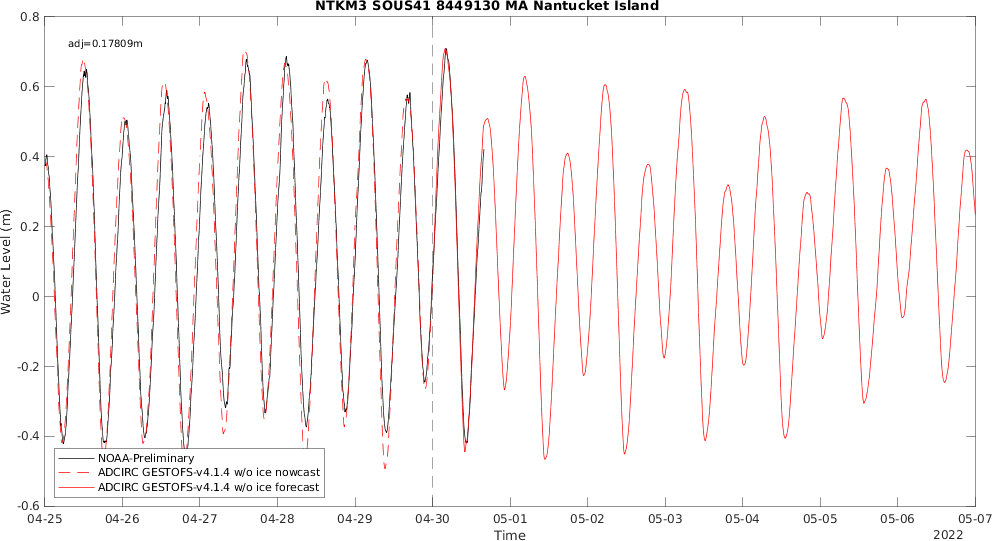 NTKM3 SOUS41 8449130 MA Nantucket Island
adj=0.17809m
0.8
0.6
0.4
0.2
0
-0.2
-0.4
-0.6
Water Level (m)
NOAA-Preliminary
ADCIRC GESTOFS-v4.1.4 w/o ice nowcast
ADCIRC GESTOFS-v4.1.4 w/o ice forecast
04-25 04-26 04-27 04-28 04-29 04-30 05-01 05-02 05-03 05-04 05-05 05-06 05-07
Time
2022